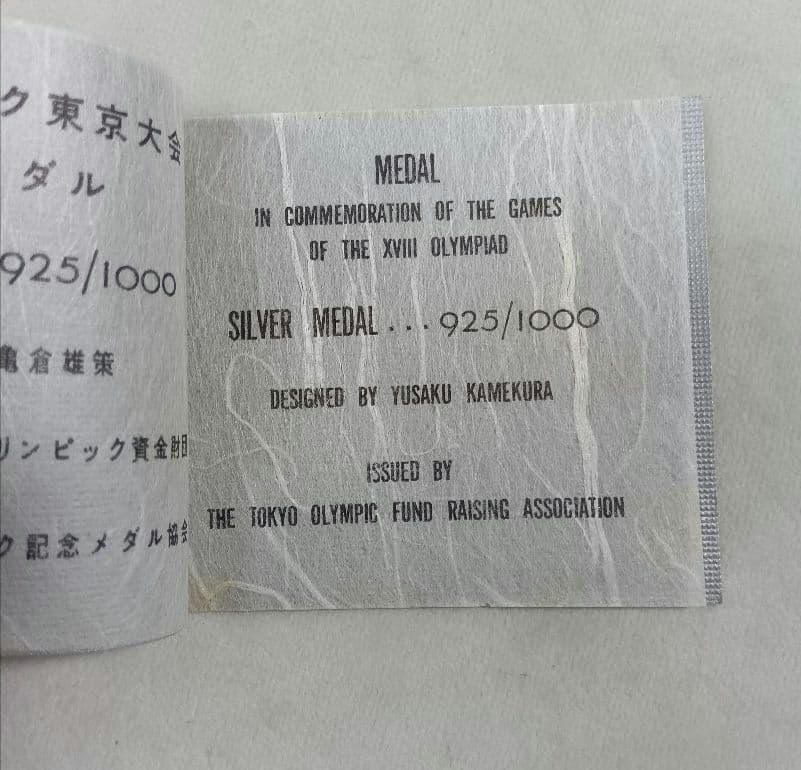 ク東京大会
ダル
925/1000
亀倉雄策
リンピック資金財団
ク記念メダル協会
MEDAL
IN COMMEMORATION OF THE GAMES
OF THE XVIII OLYMPIAD
SILVER MEDAL...925/1000
DESIGNED BY YUSAKU KAMEKURA
ISSUED BY
THE TOKYO OLYMPIC FUND RAISING ASSOCIATION